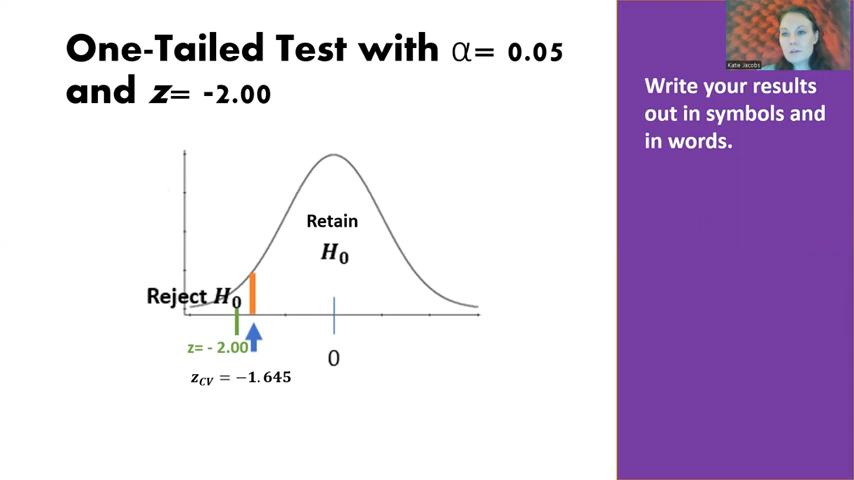 One-Tailed Test with α= 0.05
and z= -2.00
Katie Jacobs
Write your results
out in symbols and
in words.
Retain
H₀
Reject H₀
z= - 2.00
0
z_CV = −1.645